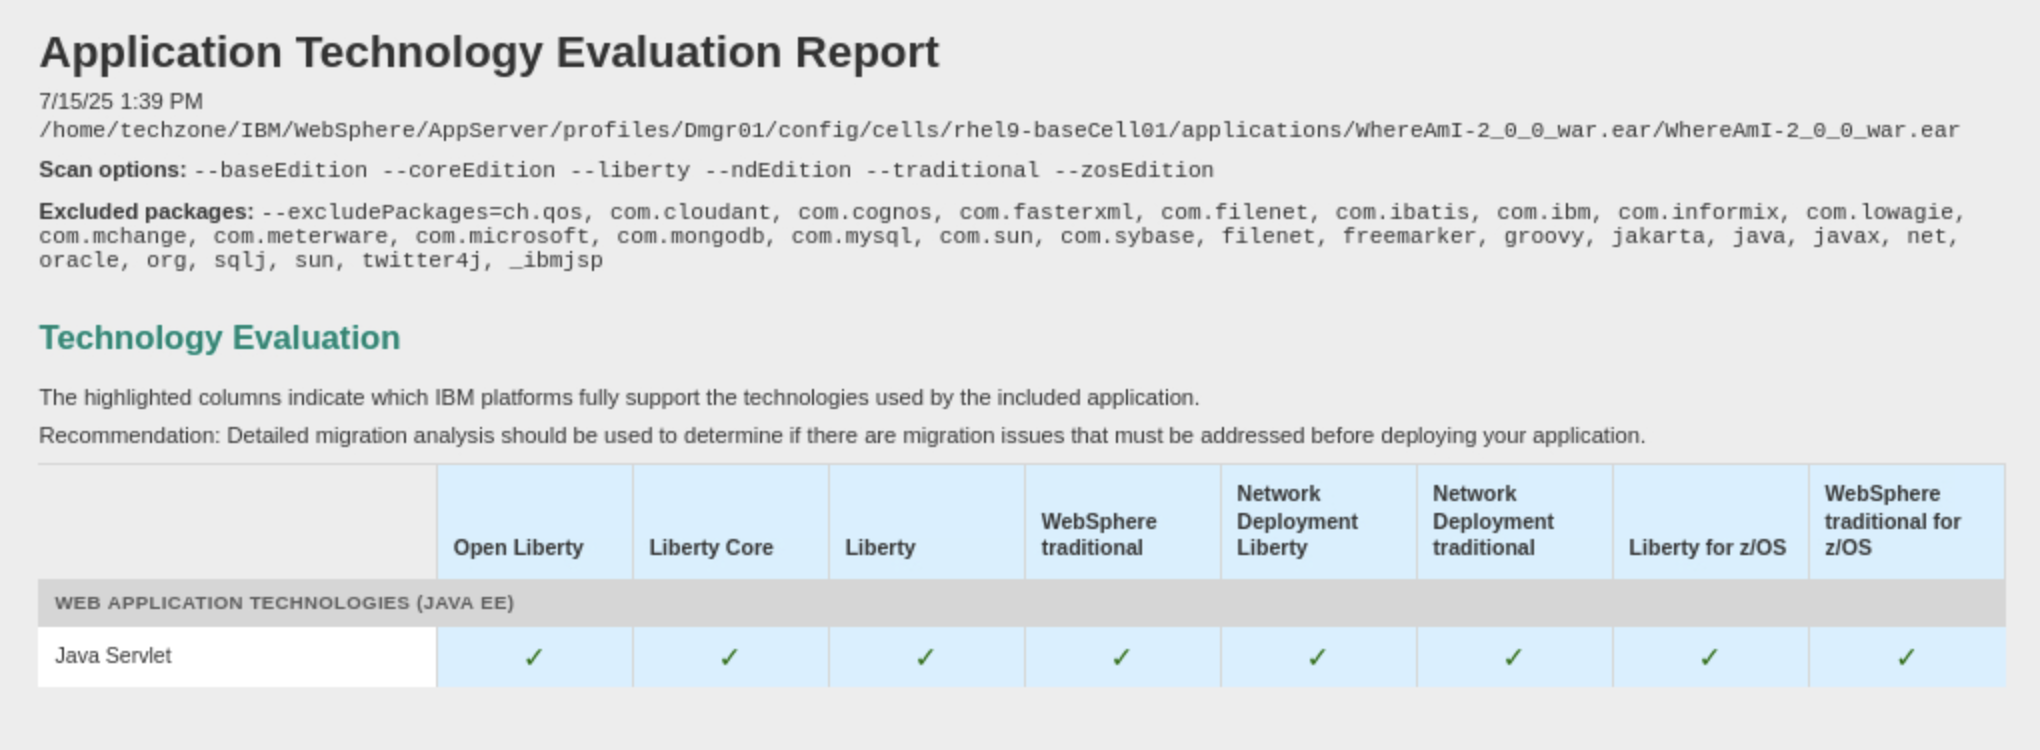 Application Technology Evaluation Report
7/15/25 1:39 PM
/home/techzone/IBM/WebSphere/AppServer/profiles/Dmgr01/config/cells/rhel9-baseCell01/applications/WhereAmI-2_0_0_war.ear/WhereAmI-2_0_0_war.ear
Scan options: --baseEdition --coreEdition --liberty --ndEdition --traditional --zosEdition
Excluded packages: --excludePackages=ch.qos, com.cloudant, com.cognos, com.fasterxml, com.filenet, com.ibatis, com.ibm, com.informix, com.lowagie,
com.mchange, com.meterware, com.microsoft, com.mongodb, com.mysql, com.sun, com.sybase, filenet, freemarker, groovy, jakarta, java, javax, net,
oracle, org, sqlj, sun, twitter4j, _ibmjsp
Technology Evaluation
The highlighted columns indicate which IBM platforms fully support the technologies used by the included application.
Recommendation: Detailed migration analysis should be used to determine if there are migration issues that must be addressed before deploying your application.
Open Liberty
Liberty Core
Liberty
WebSphere
traditional
Network
Deployment
Liberty
Network
Deployment
traditional
Liberty for z/OS
WebSphere
traditional for
z/OS
WEB APPLICATION TECHNOLOGIES (JAVA EE)
Java Servlet ✓ ✓ ✓ ✓ ✓ ✓ ✓ ✓